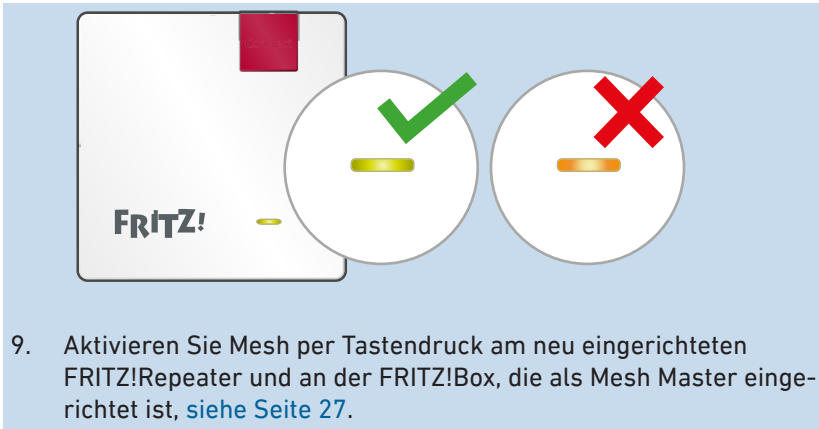 FRITZ!
9. Aktivieren Sie Mesh per Tastendruck am neu eingerichteten
FRITZ!Repeater und an der FRITZ!Box, die als Mesh Master einge-
richtet ist, siehe Seite 27.